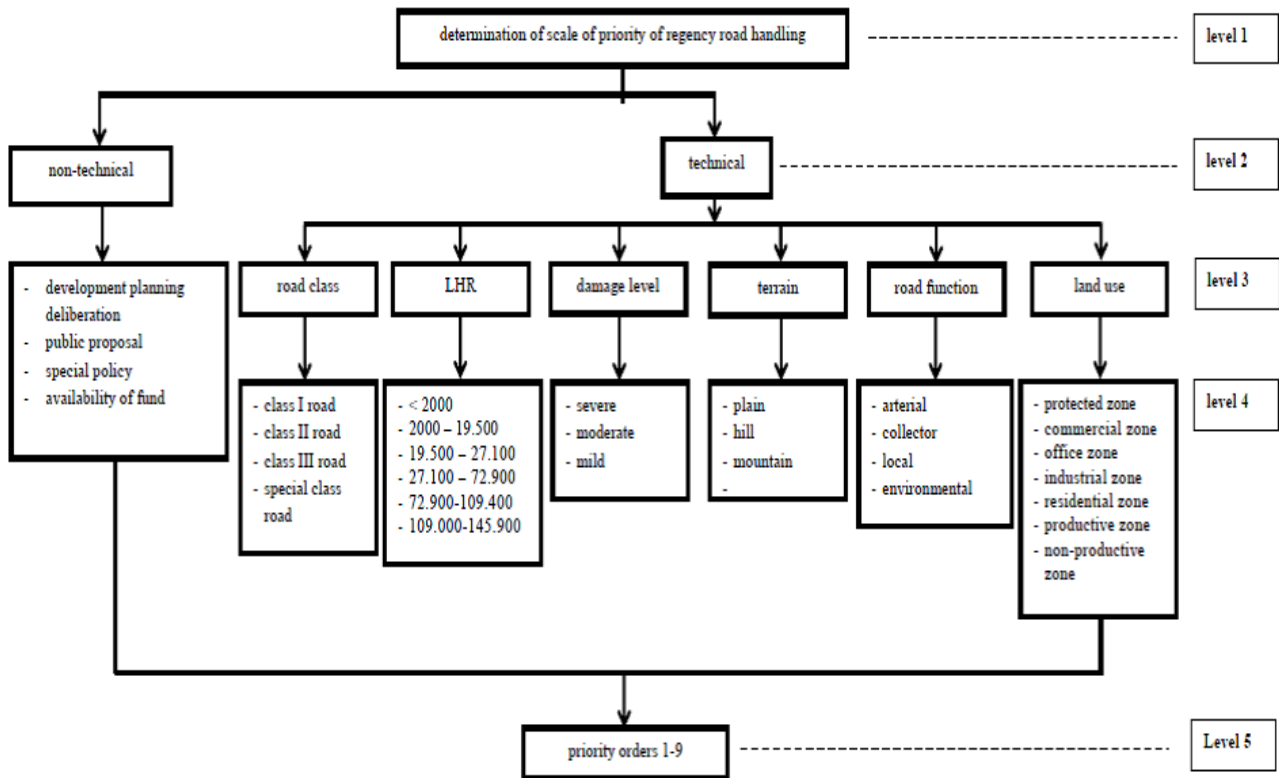 determination of scale of priority of regency road handling
level 1
non-technical
technical
level 2
- development planning
deliberation
- public proposal
- special policy
- availability of fund
road class
LHR
damage level
terrain
road function
land use
level 3
- class I road
- class II road
- class III road
- special class
road
- < 2000
- 2000 – 19.500
- 19.500 – 27.100
- 27.100 – 72.900
- 72.900-109.400
- 109.000-145.900
- severe
- moderate
- mild
- plain
- hill
- mountain
-
- arterial
- collector
- local
- environmental
- protected zone
- commercial zone
- office zone
- industrial zone
- residential zone
- productive zone
- non-productive
zone
level 4
priority orders 1-9
Level 5